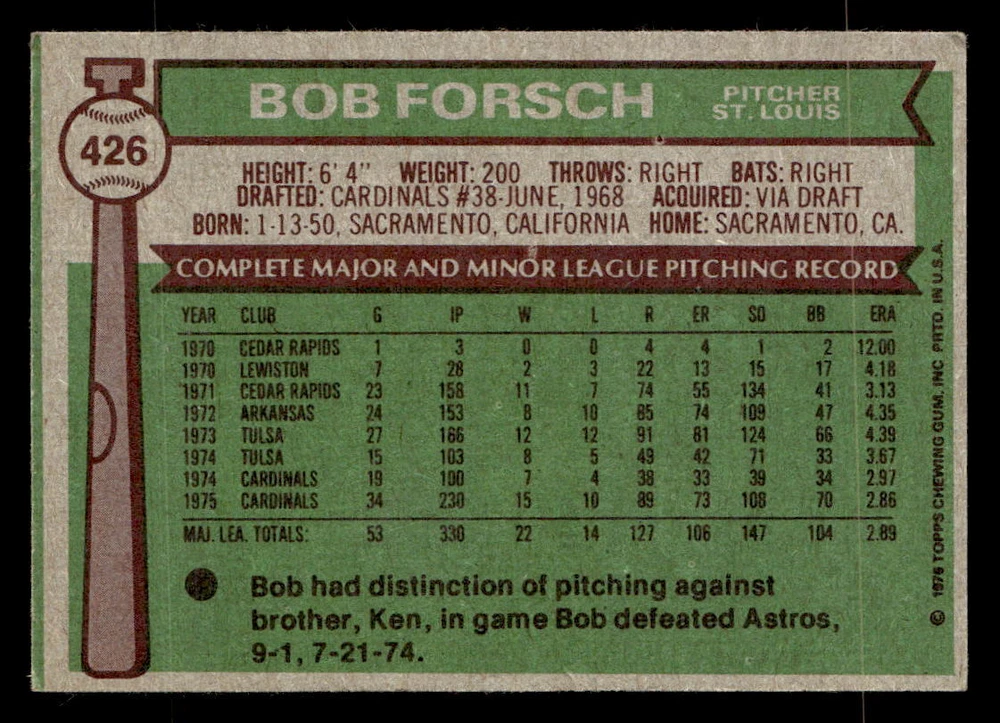 T
426
BOB FORSCH
PITCHER
ST. LOUIS
HEIGHT: 6' 4" WEIGHT: 200 THROWS: RIGHT BATS: RIGHT
DRAFTED: CARDINALS #38-JUNE, 1968 ACQUIRED: VIA DRAFT
BORN: 1-13-50, SACRAMENTO, CALIFORNIA HOME: SACRAMENTO, CA.
COMPLETE MAJOR AND MINOR LEAGUE PITCHING RECORD
YEAR CLUB G IP W L R ER SO BB ERA
1970 CEDAR RAPIDS 1 3 0 0 4 4 1 2 12.00
1970 LEWISTON 7 28 2 3 22 13 15 17 4.18
1971 CEDAR RAPIDS 23 158 11 7 74 55 134 41 3.13
1972 ARKANSAS 24 153 8 10 85 74 109 47 4.35
1973 TULSA 27 166 12 12 91 81 124 66 4.39
1974 TULSA 15 103 8 5 49 42 71 33 3.67
1974 CARDINALS 19 100 7 4 38 33 39 34 2.97
1975 CARDINALS 34 230 15 10 89 73 108 70 2.86
MAJ. LEA. TOTALS: 53 330 22 14 127 106 147 104 2.89
Bob had distinction of pitching against
brother, Ken, in game Bob defeated Astros,
9-1, 7-21-74.
© 1976 TOPPS CHEWING GUM, INC PRTD. IN U.S.A.